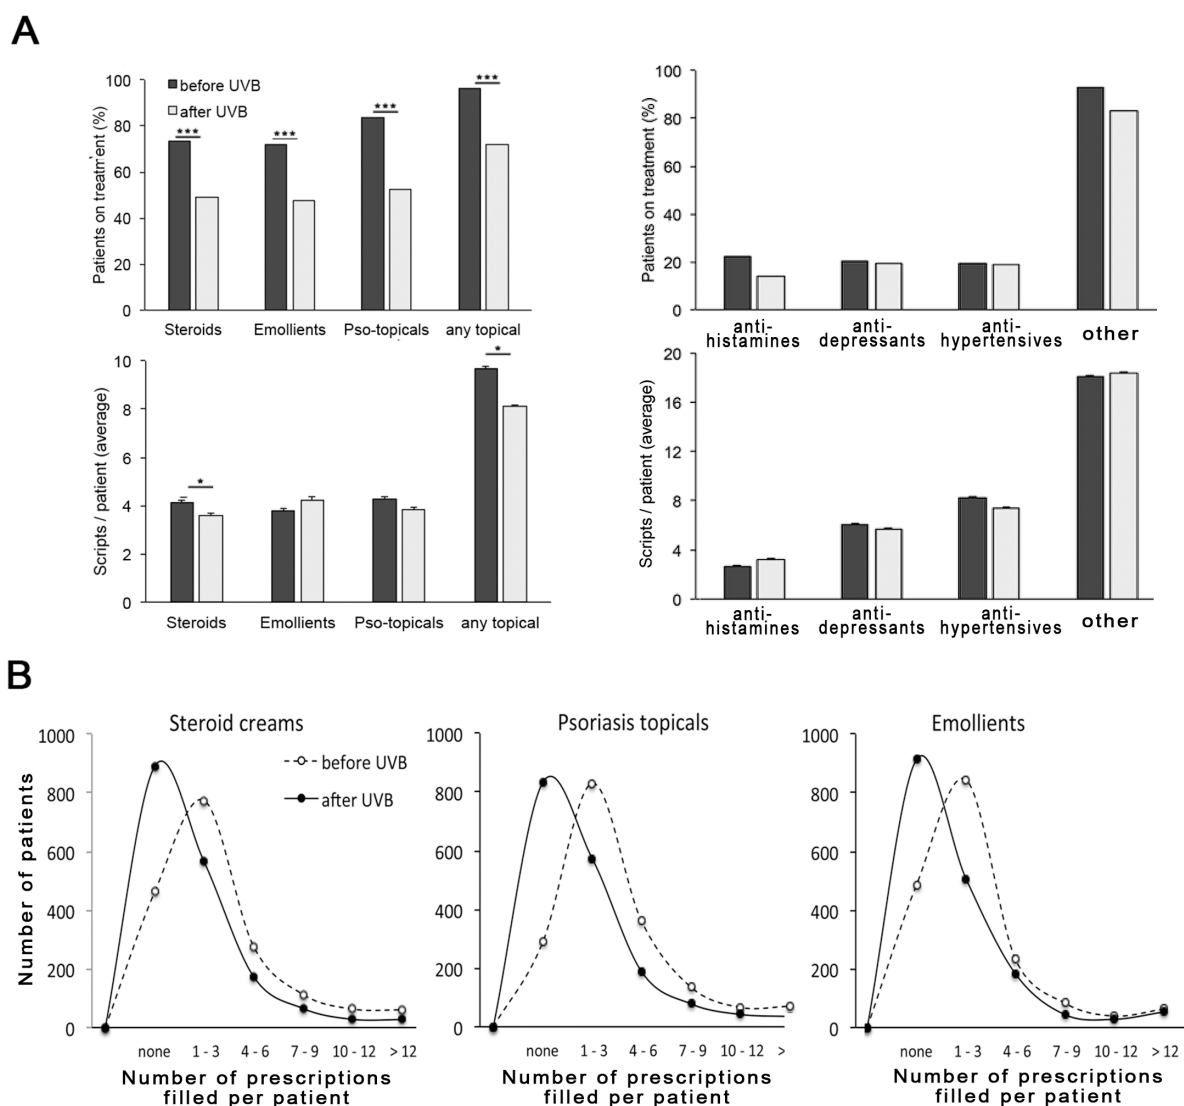 A
Patients on treatment (%)
100
80
60
40
20
0
before UVB
after UVB
***
***
***
***
Steroids Emollients Pso-topicals any topical
Patients on treatment (%)
100
80
60
40
20
0
anti-histamines anti-depressants anti-hypertensives other
Scripts / patient (average)
10
8
6
4
2
0
*
*
Steroids Emollients Pso-topicals any topical
Scripts / patient (average)
20
16
12
8
4
0
anti-histamines anti-depressants anti-hypertensives other
B
Steroid creams
Number of patients
1000
800
600
400
200
0
before UVB
after UVB
none 1 - 3 4 - 6 7 - 9 10 - 12 > 12
Number of prescriptions
filled per patient
Psoriasis topicals
1000
800
600
400
200
0
none 1 - 3 4 - 6 7 - 9 10 - 12 >
Number of prescriptions
filled per patient
Emollients
1000
800
600
400
200
0
none 1 - 3 4 - 6 7 - 9 10 - 12 > 12
Number of prescriptions
filled per patient